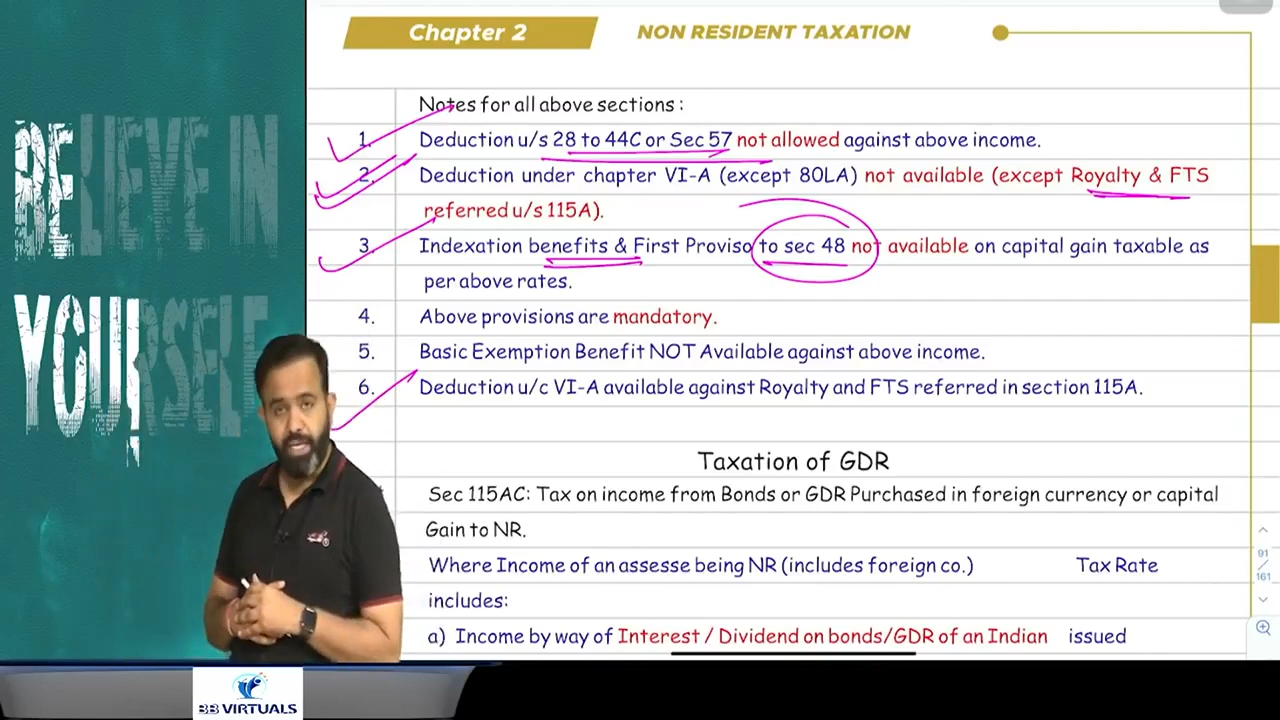 Chapter 2
NON RESIDENT TAXATION
BELIEVE IN
YOURSELF
Notes for all above sections :
1. Deduction u/s 28 to 44C or Sec 57 not allowed against above income.
2. Deduction under chapter VI-A (except 80LA) not available (except Royalty & FTS
referred u/s 115A).
3. Indexation benefits & First Proviso to sec 48 not available on capital gain taxable as
per above rates.
4. Above provisions are mandatory.
5. Basic Exemption Benefit NOT Available against above income.
6. Deduction u/c VI-A available against Royalty and FTS referred in section 115A.
Taxation of GDR
Sec 115AC: Tax on income from Bonds or GDR Purchased in foreign currency or capital
Gain to NR.
Where Income of an assesse being NR (includes foreign co.) Tax Rate
includes:
a) Income by way of Interest / Dividend on bonds/GDR of an Indian issued
91
/
161
BB VIRTUALS